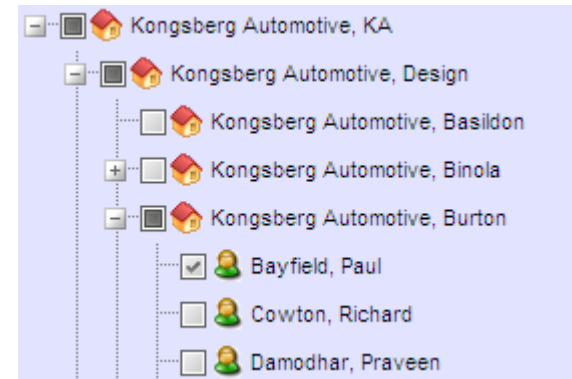 Kongsberg Automotive, KA
Kongsberg Automotive, Design
Kongsberg Automotive, Basildon
Kongsberg Automotive, Binola
Kongsberg Automotive, Burton
Bayfield, Paul
Cowton, Richard
Damodhar, Praveen